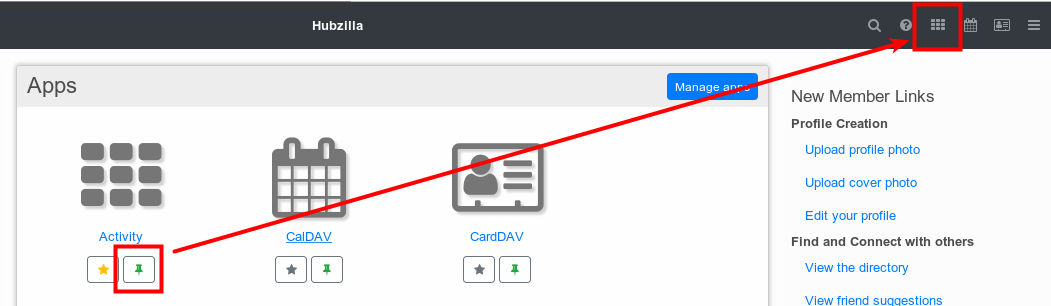 Hubzilla
Apps
Manage apps
Activity
CalDAV
CardDAV
New Member Links
Profile Creation
Upload profile photo
Upload cover photo
Edit your profile
Find and Connect with others
View the directory
View friend suggestions